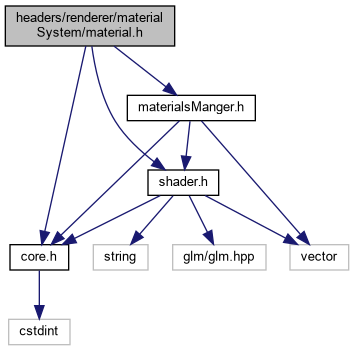 headers/renderer/material
System/material.h
materialsManger.h
shader.h
core.h
string
glm/glm.hpp
vector
cstdint